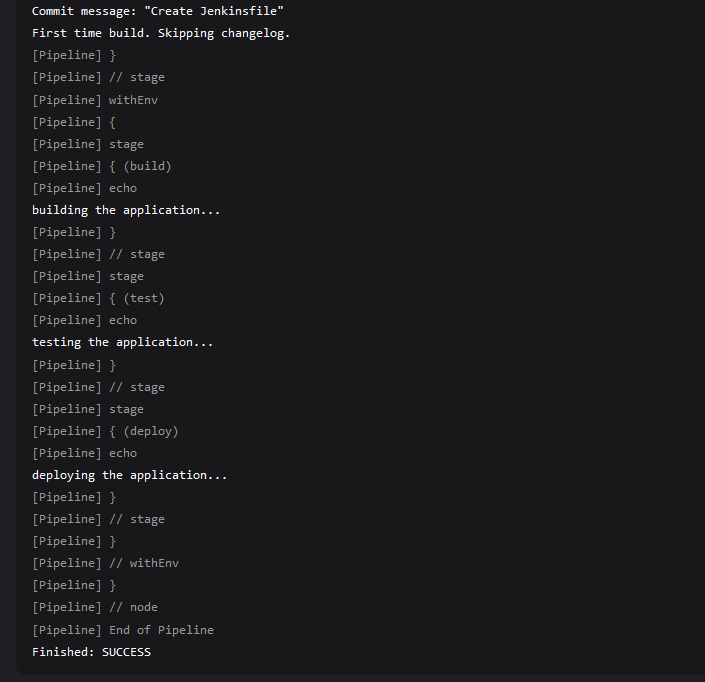 Commit message: "Create Jenkinsfile"
First time build. Skipping changelog.
[Pipeline] }
[Pipeline] // stage
[Pipeline] withEnv
[Pipeline] {
[Pipeline] stage
[Pipeline] { (build)
[Pipeline] echo
building the application...
[Pipeline] }
[Pipeline] // stage
[Pipeline] stage
[Pipeline] { (test)
[Pipeline] echo
testing the application...
[Pipeline] }
[Pipeline] // stage
[Pipeline] stage
[Pipeline] { (deploy)
[Pipeline] echo
deploying the application...
[Pipeline] }
[Pipeline] // stage
[Pipeline] }
[Pipeline] // withEnv
[Pipeline] }
[Pipeline] // node
[Pipeline] End of Pipeline
Finished: SUCCESS